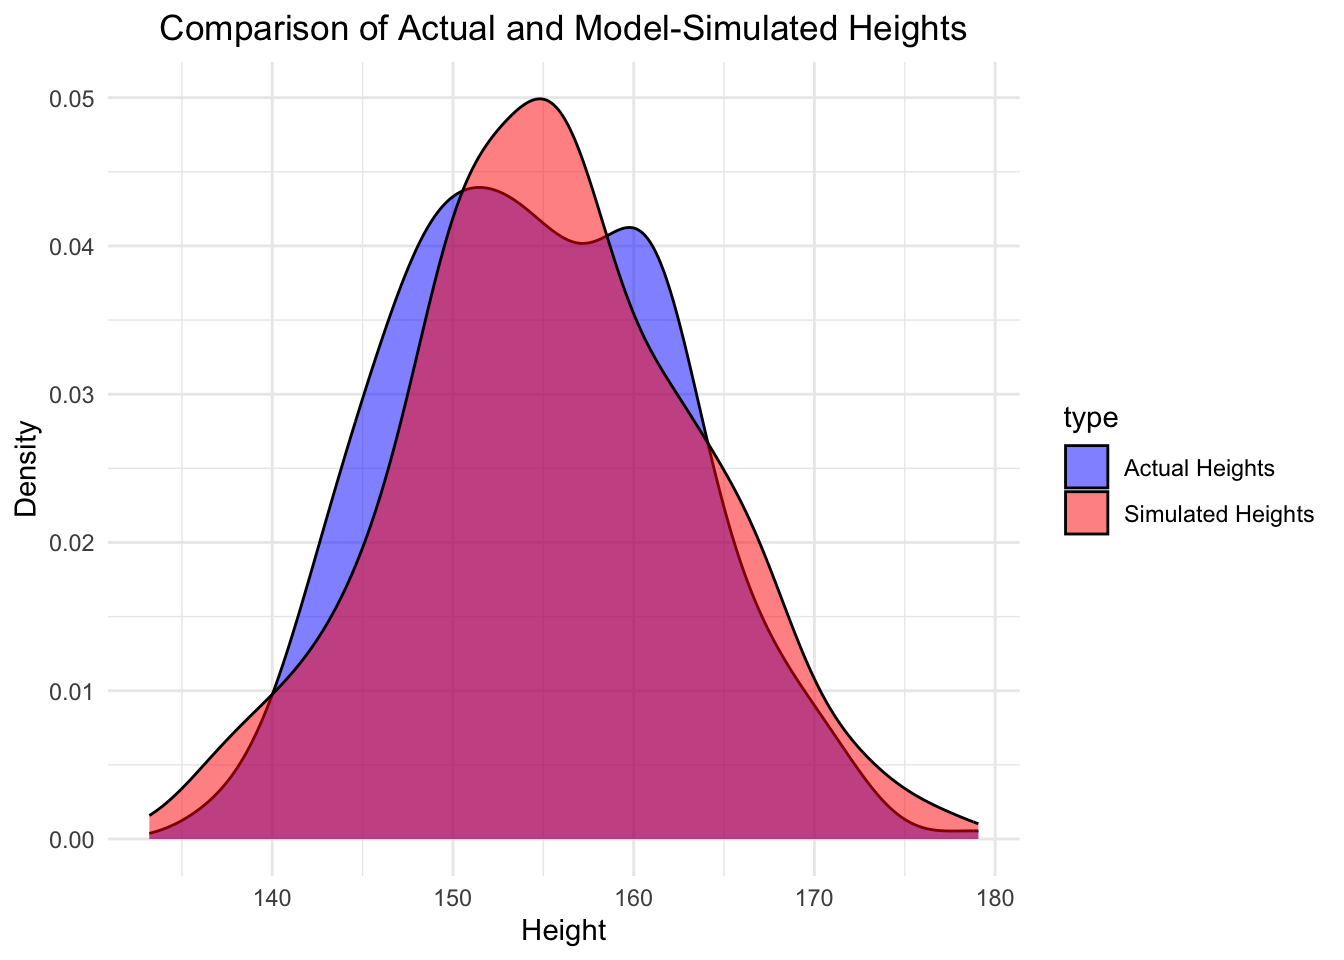 Comparison of Actual and Model-Simulated Heights
0.05
0.04
0.03
0.02
0.01
0.00
Density
140 150 160 170 180
Height
type
Actual Heights
Simulated Heights